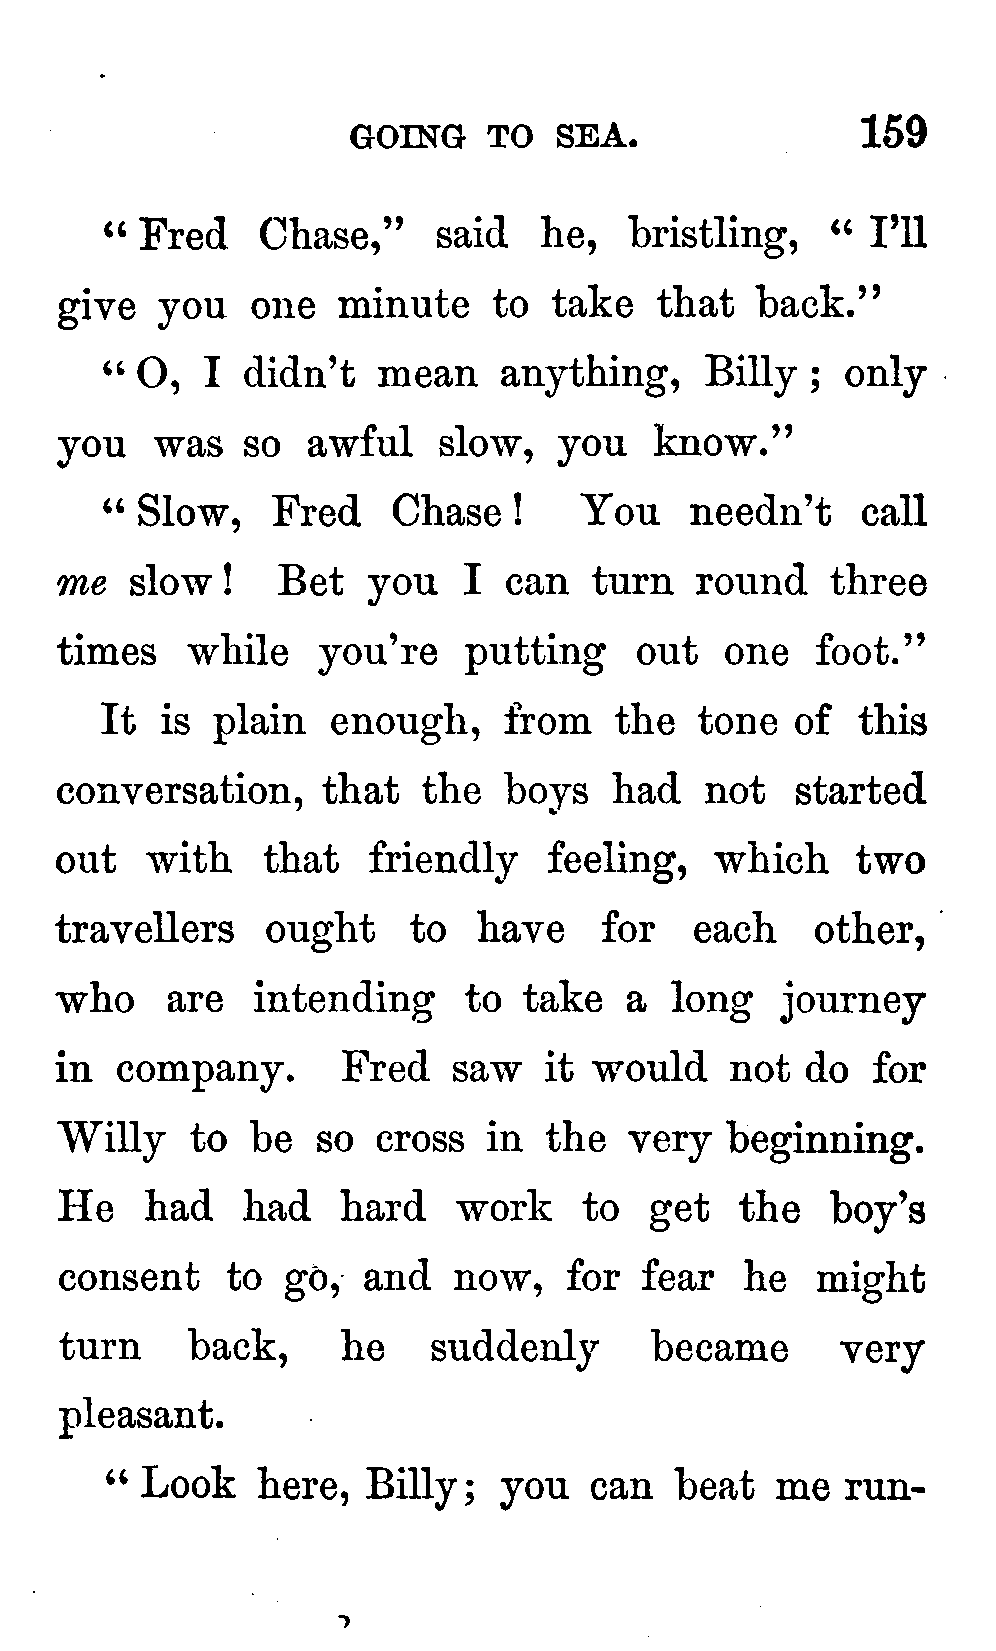 GOING TO SEA. 159
“Fred Chase,” said he, bristling, “I’ll
give you one minute to take that back.”
“O, I didn’t mean anything, Billy; only
you was so awful slow, you know.”
“Slow, Fred Chase! You needn’t call
me slow! Bet you I can turn round three
times while you’re putting out one foot.”
It is plain enough, from the tone of this
conversation, that the boys had not started
out with that friendly feeling, which two
travellers ought to have for each other,
who are intending to take a long journey
in company. Fred saw it would not do for
Willy to be so cross in the very beginning.
He had had hard work to get the boy’s
consent to go, and now, for fear he might
turn back, he suddenly became very
pleasant.
“Look here, Billy; you can beat me run-